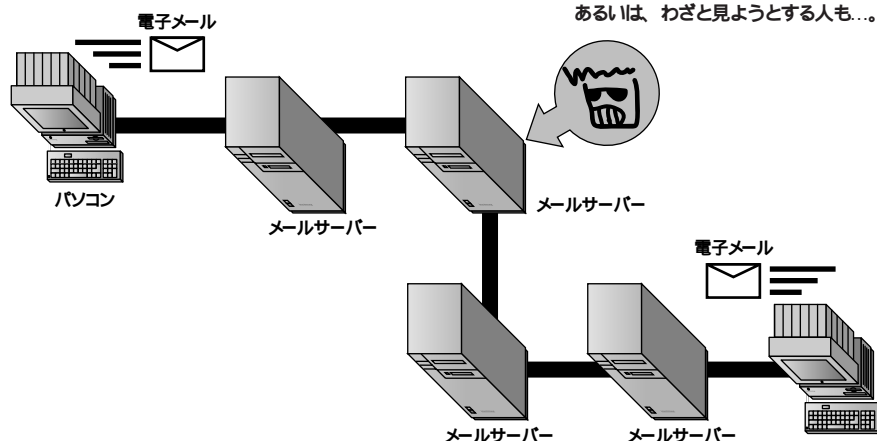 あるいは、わざと見ようとする人も…。
電子メール
パソコン
メールサーバー
メールサーバー
電子メール
メールサーバー
メールサーバー